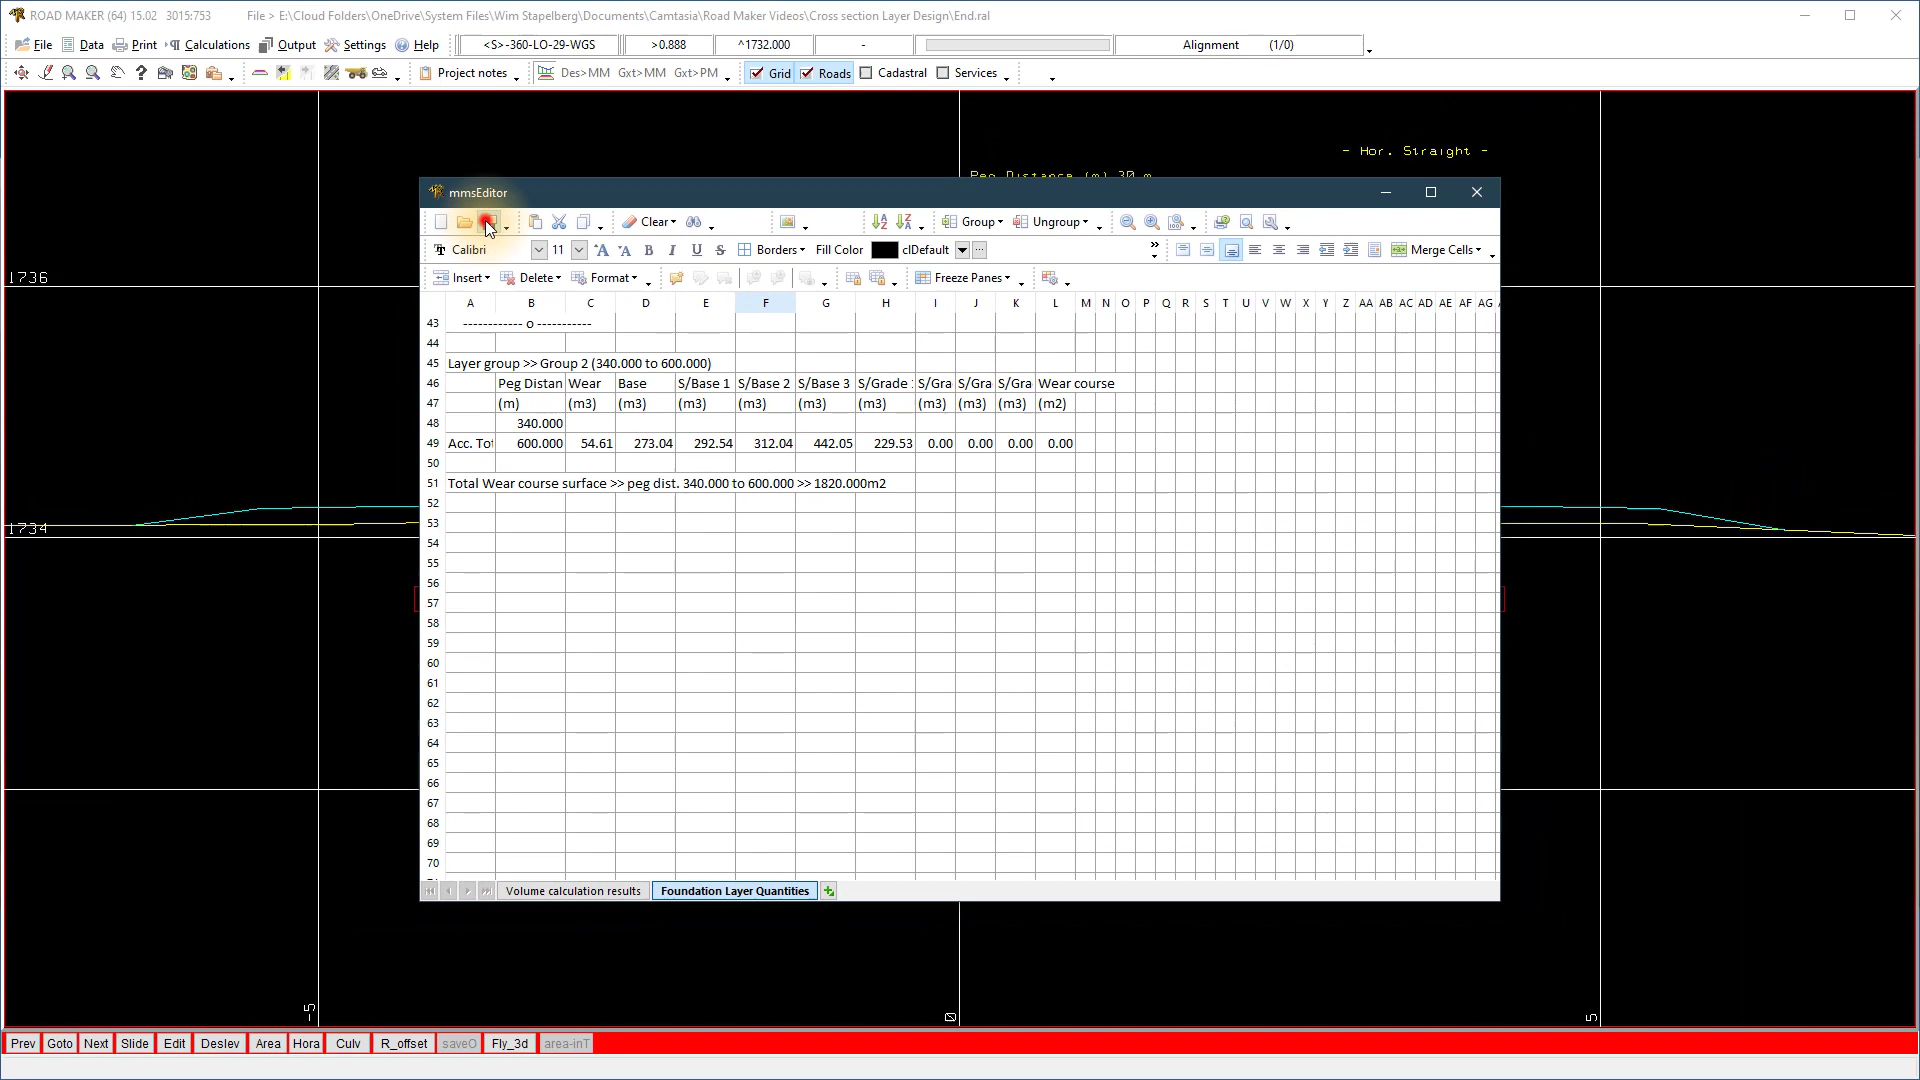 ROAD MAKER (64) 15.02 3015:753 File > E:\Cloud Folders\OneDrive\System Files\Wim Stapelberg\Documents\Camtasia\Road Maker Videos\Cross section Layer Design\End.ral
File Data Print Calculations Output Settings Help <S>-360-LO-29-WGS >0.888 ^1732.000 - Alignment (1/0)
Project notes Des>MM Gxt>MM Gxt>PM Grid Roads Cadastral Services
- Hor. Straight -
Peg Distance (m) 30 m
mmsEditor
Clear Group Ungroup
Calibri 11 B I U S Borders Fill Color clDefault Merge Cells
Insert Delete Format Freeze Panes
A B C D E F G H I J K L M N O P Q R S T U V W X Y Z AA AB AC AD AE AF AG
1736
43 ------------ o -----------
44
45 Layer group >> Group 2 (340.000 to 600.000)
46 Peg Distan Wear Base S/Base 1 S/Base 2 S/Base 3 S/Grade S/Gra S/Gra S/Gra Wear course
47 (m) (m3) (m3) (m3) (m3) (m3) (m3) (m3) (m3) (m3) (m2)
48 340.000
49 Acc. Tot 600.000 54.61 273.04 292.54 312.04 442.05 229.53 0.00 0.00 0.00 0.00
50
51 Total Wear course surface >> peg dist. 340.000 to 600.000 >> 1820.000m2
52
53
1734
54
55
56
57
58
59
60
61
62
63
64
65
66
67
68
69
70
Volume calculation results Foundation Layer Quantities
-5 0 5
Prev Goto Next Slide Edit Deslev Area Hora Culv R_offset saveO Fly_3d area-inT